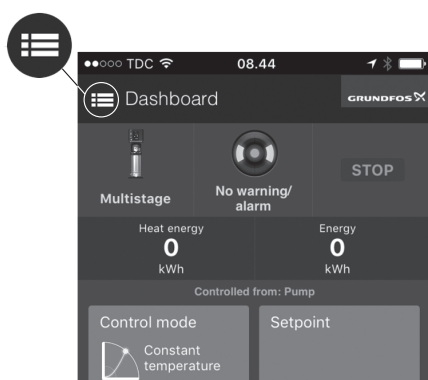 TDC 08.44
Dashboard
GRUNDFOS
Multistage
No warning/
alarm
STOP
Heat energy
0
kWh
Energy
0
kWh
Controlled from: Pump
Control mode
Constant
temperature
Setpoint